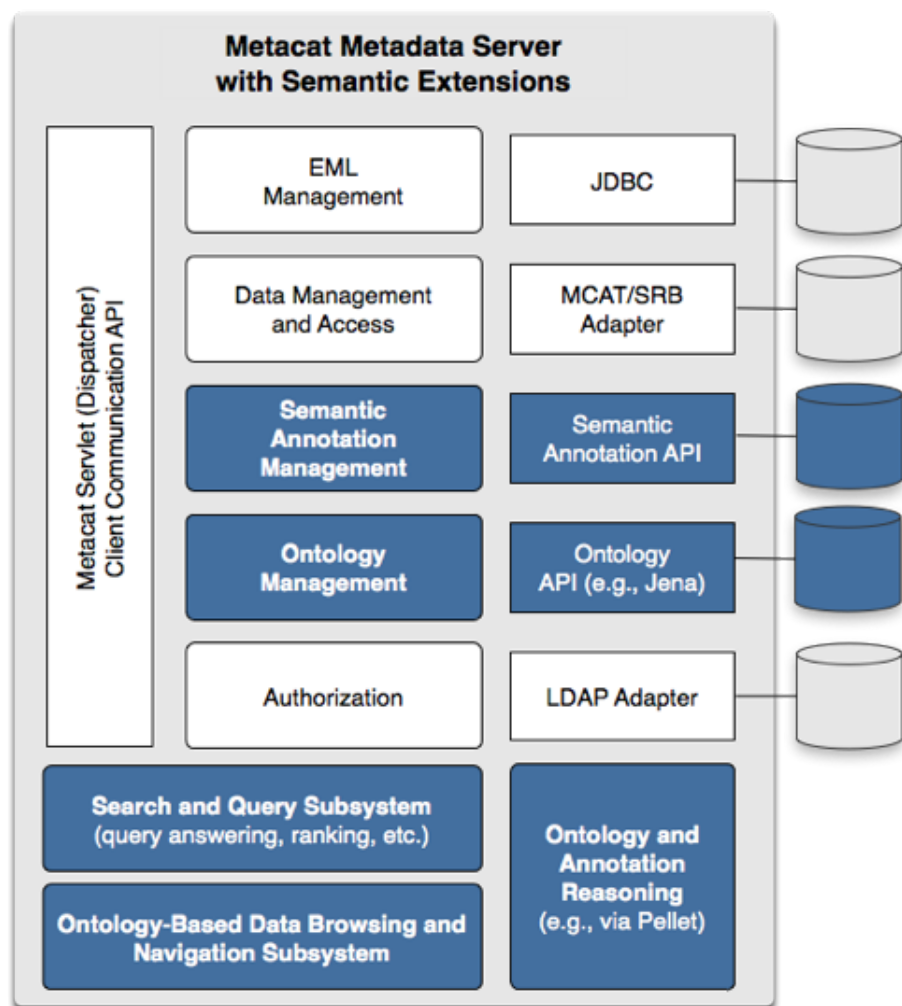 Metacat Metadata Server
with Semantic Extensions
Metacat Servlet (Dispatcher)
Client Communication API
EML
Management
JDBC
Data Management
and Access
MCAT/SRB
Adapter
Semantic
Annotation
Management
Semantic
Annotation API
Ontology
Management
Ontology
API (e.g., Jena)
Authorization
LDAP Adapter
Search and Query Subsystem
(query answering, ranking, etc.)
Ontology-Based Data Browsing and
Navigation Subsystem
Ontology and
Annotation
Reasoning
(e.g., via Pellet)